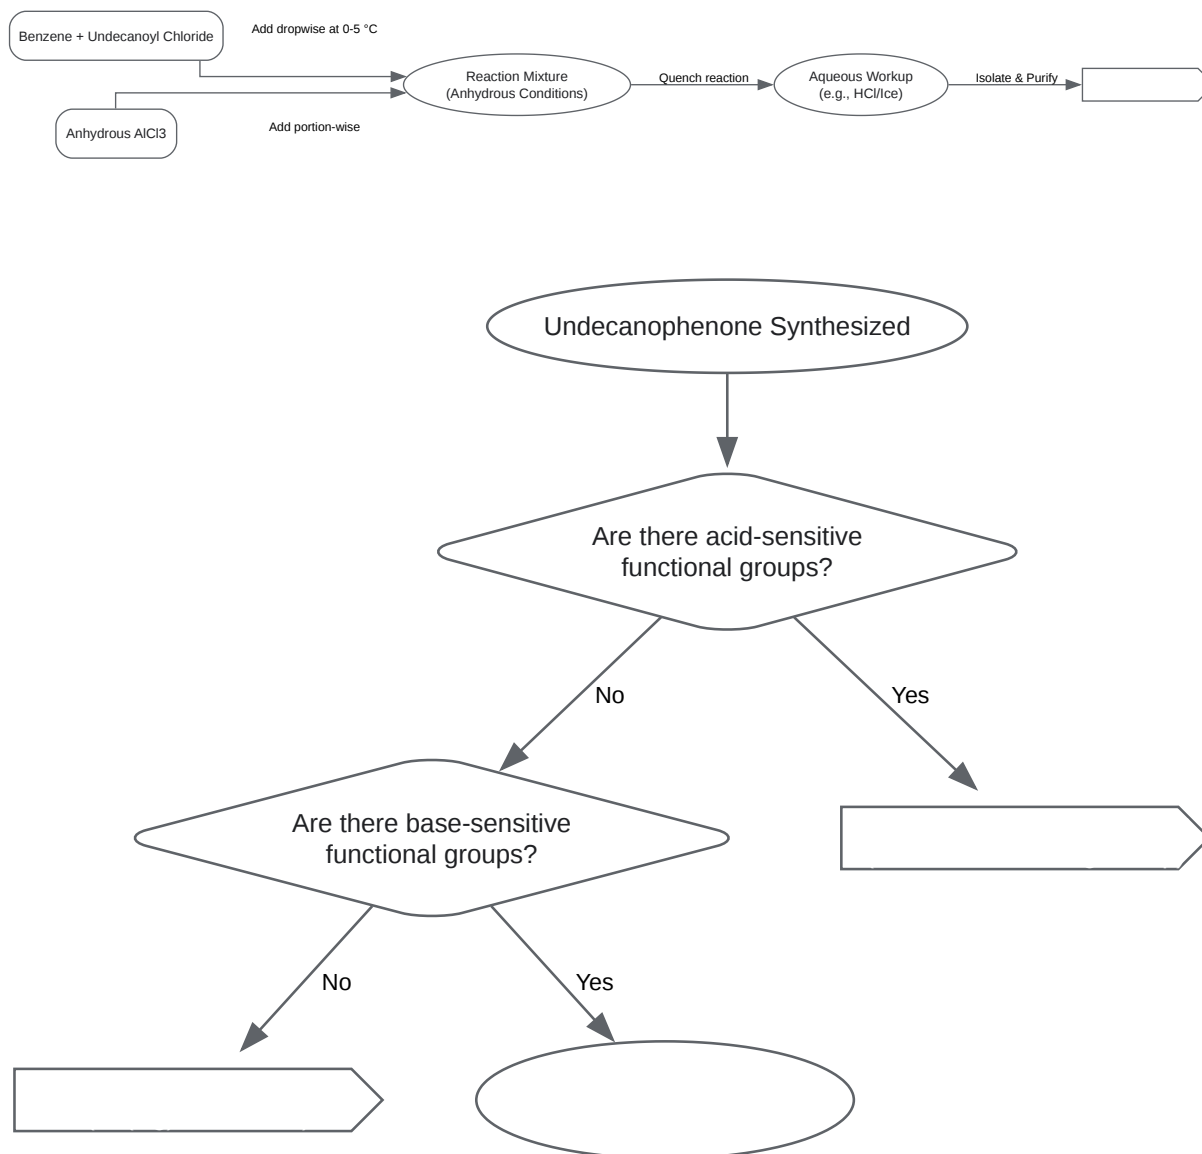 Benzene + Undecanoyl Chloride
Add dropwise at 0-5 °C
Anhydrous AlCl3
Add portion-wise
Reaction Mixture
(Anhydrous Conditions)
Quench reaction
Aqueous Workup
(e.g., HCl/Ice)
Isolate & Purify
Undecanophenone Synthesized
Are there acid-sensitive
functional groups?
No
Yes
Are there base-sensitive
functional groups?
No
Yes